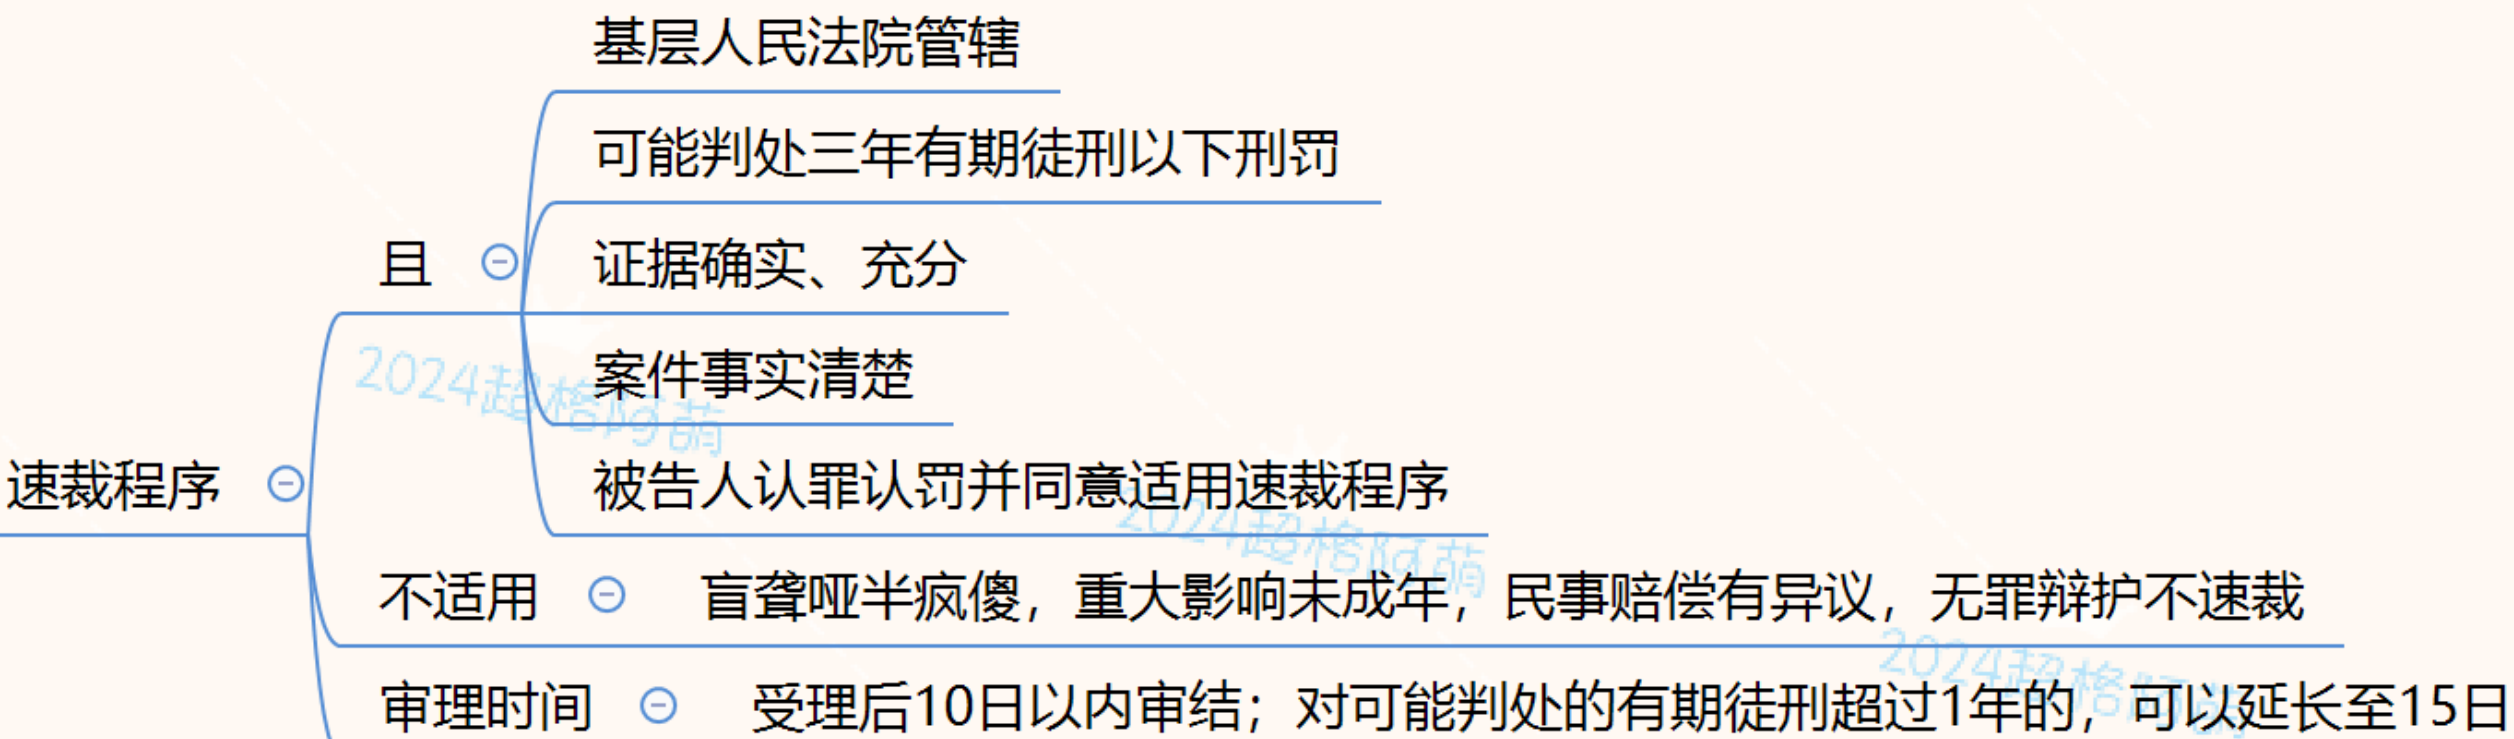 基层人民法院管辖
可能判处三年有期徒刑以下刑罚
且
证据确实、充分
案件事实清楚
2024超格阿萌
速裁程序
被告人认罪认罚并同意适用速裁程序
2024超格阿萌
不适用
盲聋哑半疯傻，重大影响未成年，民事赔偿有异议，无罪辩护不速裁
2024超格阿萌
审理时间
受理后10日以内审结；对可能判处的有期徒刑超过1年的，可以延长至15日